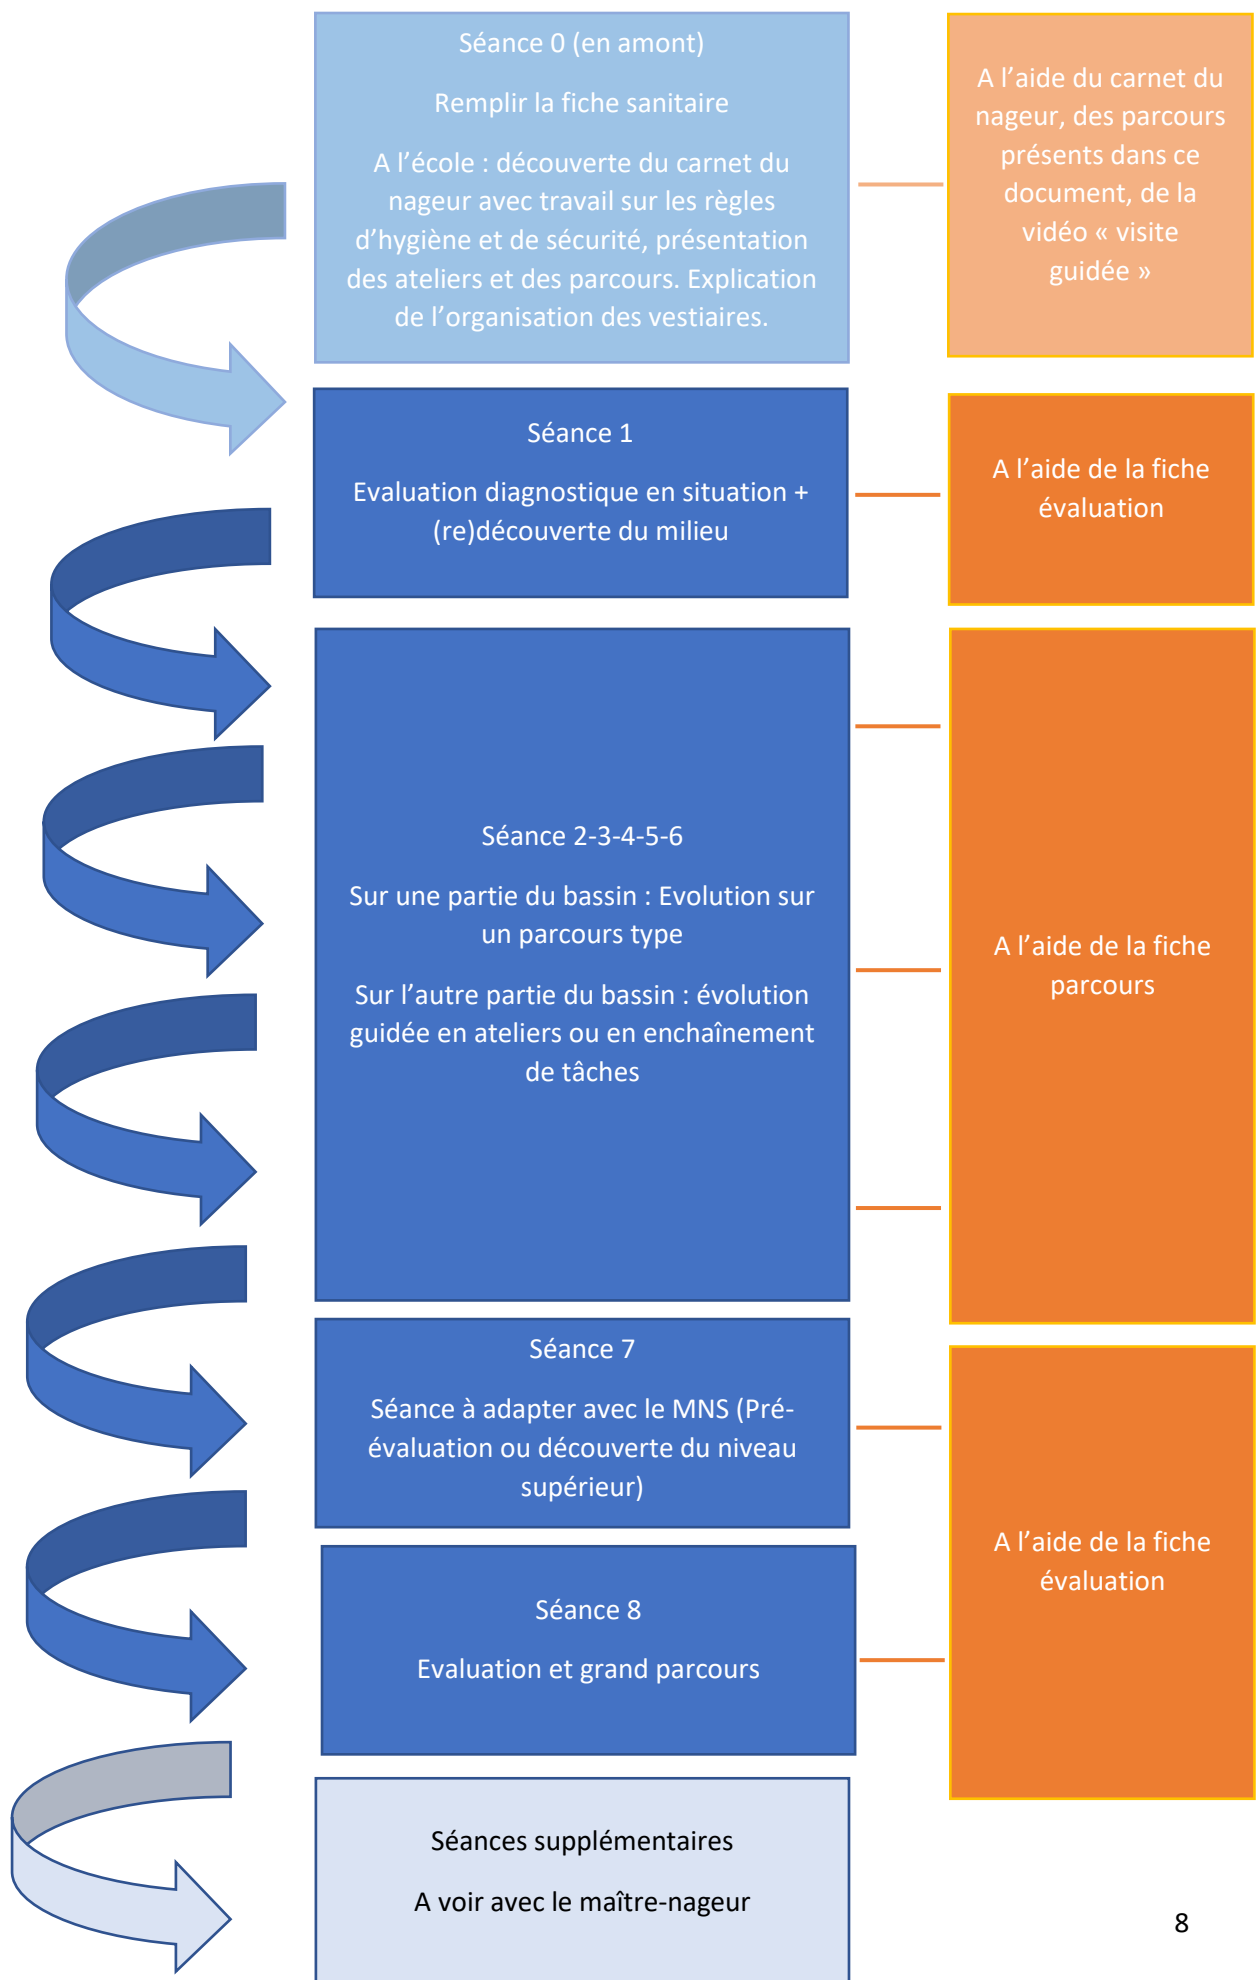 Séance 0 (en amont)
Remplir la fiche sanitaire
A l’école : découverte du carnet du
nageur avec travail sur les règles
d’hygiène et de sécurité, présentation
des ateliers et des parcours. Explication
de l’organisation des vestiaires.
A l’aide du carnet du
nageur, des parcours
présents dans ce
document, de la
vidéo « visite
guidée »
Séance 1
Evaluation diagnostique en situation +
(re)découverte du milieu
A l’aide de la fiche
évaluation
Séance 2-3-4-5-6
Sur une partie du bassin : Evolution sur
un parcours type
Sur l’autre partie du bassin : évolution
guidée en ateliers ou en enchaînement
de tâches
A l’aide de la fiche
parcours
Séance 7
Séance à adapter avec le MNS (Pré-
évaluation ou découverte du niveau
supérieur)
Séance 8
Evaluation et grand parcours
A l’aide de la fiche
évaluation
Séances supplémentaires
A voir avec le maître-nageur
8